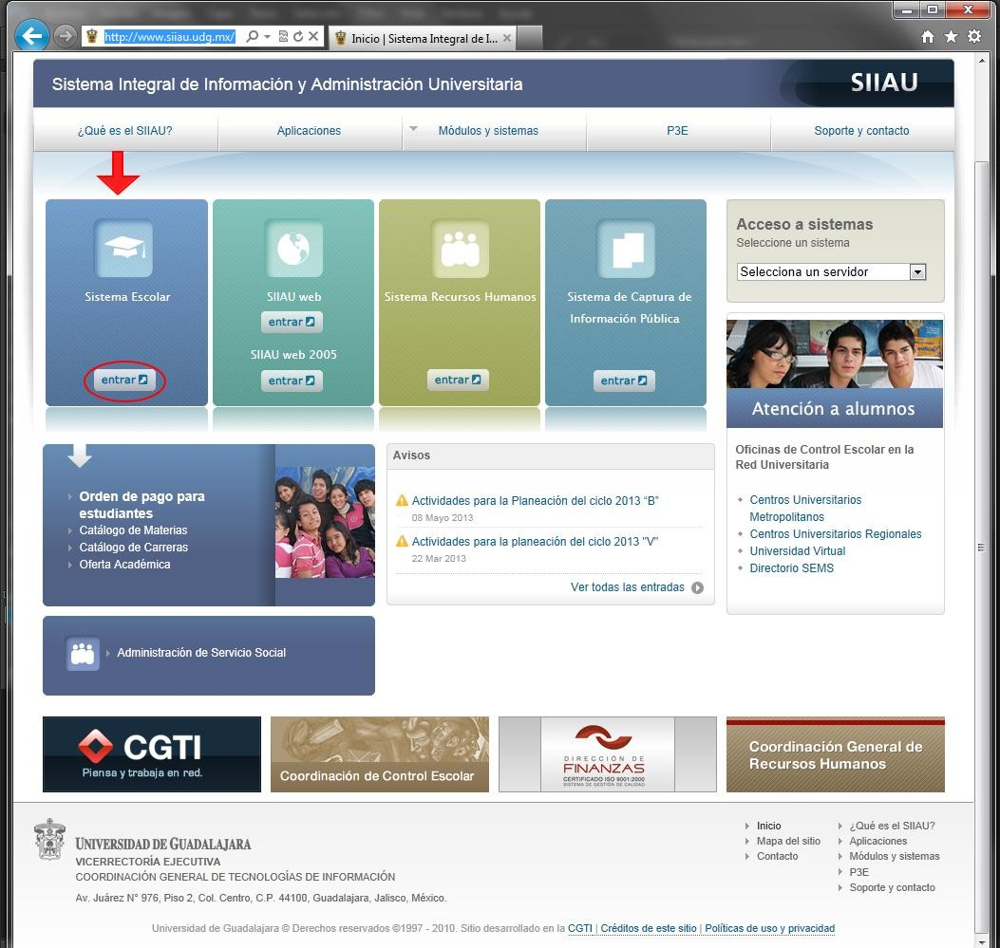 http://www.siiau.udg.mx/
Inicio | Sistema Integral de I...
Sistema Integral de Información y Administración Universitaria
SIIAU
¿Qué es el SIIAU?
Aplicaciones
Módulos y sistemas
P3E
Soporte y contacto
Sistema Escolar
entrar
SIIAU web
entrar
SIIAU web 2005
entrar
Sistema Recursos Humanos
entrar
Sistema de Captura de
Información Pública
entrar
Acceso a sistemas
Seleccione un sistema
Selecciona un servidor
Atención a alumnos
Oficinas de Control Escolar en la
Red Universitaria
Centros Universitarios
Metropolitanos
Centros Universitarios Regionales
Universidad Virtual
Directorio SEMS
Orden de pago para
estudiantes
Catálogo de Materias
Catálogo de Carreras
Oferta Académica
Avisos
Actividades para la Planeación del ciclo 2013 “B”
08 Mayo 2013
Actividades para la planeación del ciclo 2013 "V"
22 Mar 2013
Ver todas las entradas
Administración de Servicio Social
CGTI
Piensa y trabaja en red.
Coordinación de Control Escolar
DIRECCIÓN DE
FINANZAS
CERTIFICADO ISO 9001:2000
SISTEMA DE GESTIÓN DE CALIDAD
Coordinación General de
Recursos Humanos
UNIVERSIDAD DE GUADALAJARA
VICERRECTORÍA EJECUTIVA
COORDINACIÓN GENERAL DE TECNOLOGÍAS DE INFORMACIÓN
Av. Juárez N° 976, Piso 2, Col. Centro, C.P. 44100, Guadalajara, Jalisco, México.
Inicio
Mapa del sitio
Contacto
¿Qué es el SIIAU?
Aplicaciones
Módulos y sistemas
P3E
Soporte y contacto
Universidad de Guadalajara © Derechos reservados ©1997 - 2010. Sitio desarrollado en la CGTI | Créditos de este sitio | Políticas de uso y privacidad